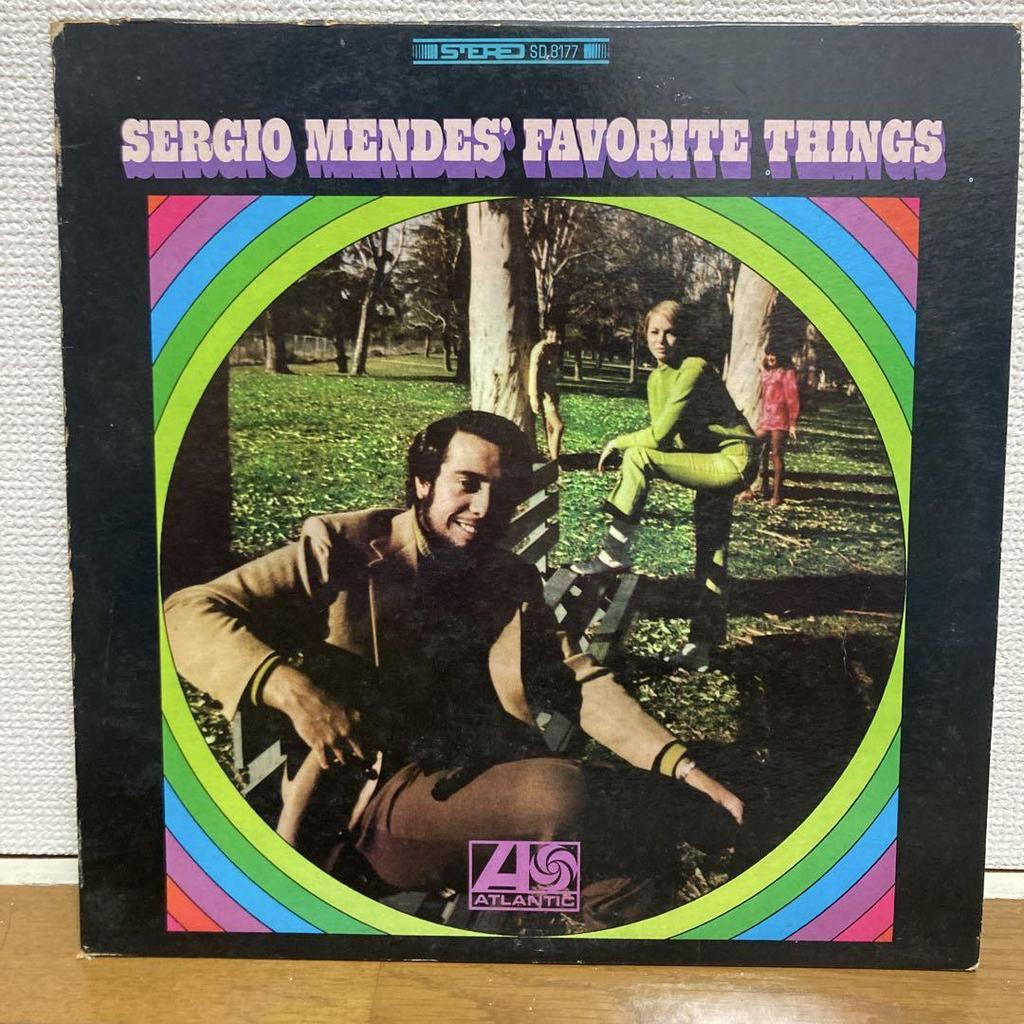 STEREO SD 8177
SERGIO MENDES' FAVORITE THINGS
ATLANTIC